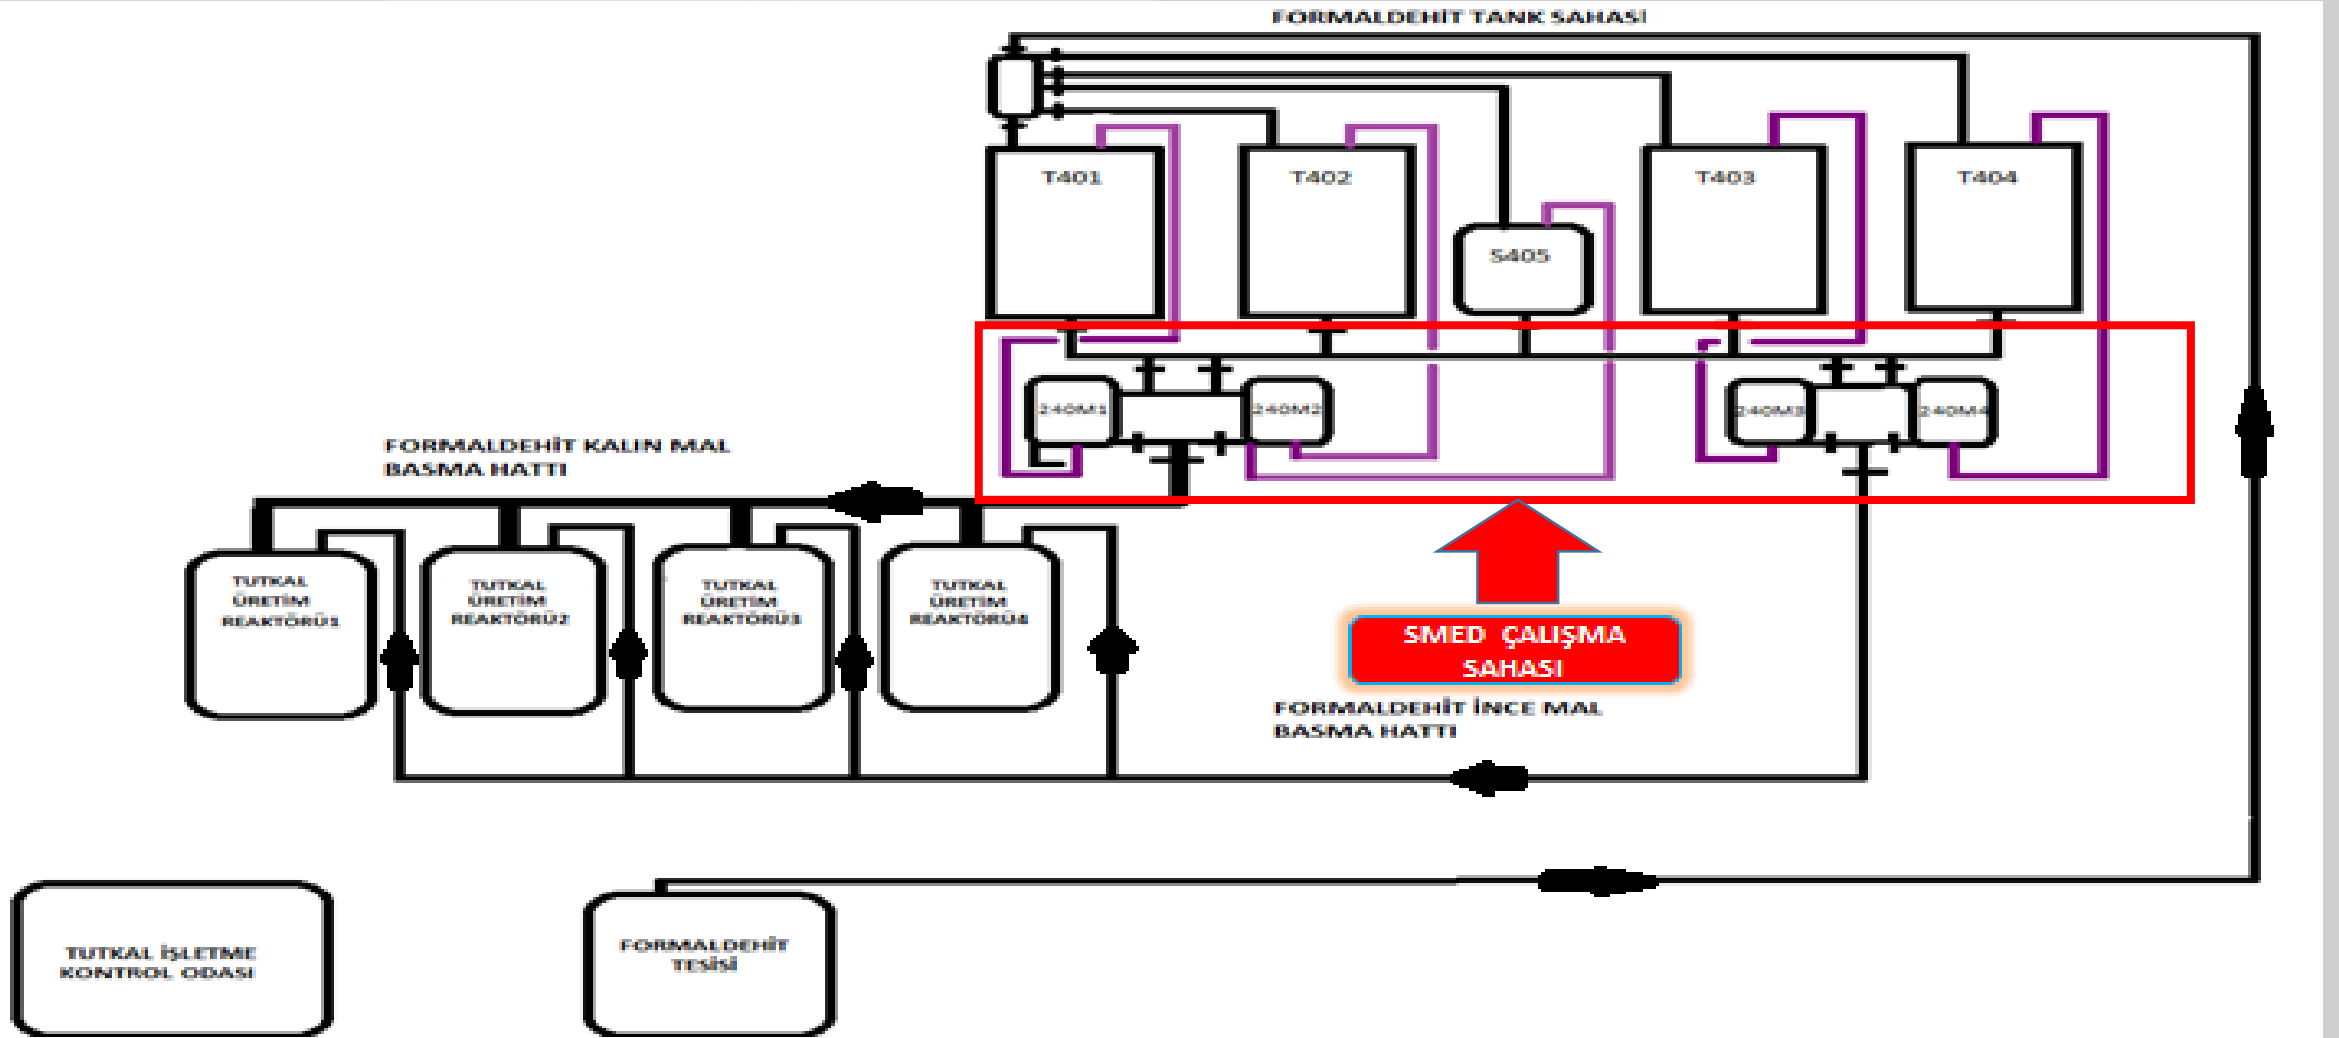 FORMALDEHİT TANK SAHASI
T401
T402
S405
T403
T404
240M1
240M2
240M3
240M4
FORMALDEHİT KALIN MAL
BASMA HATTI
TUTKAL
ÜRETİM
REAKTÖRÜ1
TUTKAL
ÜRETİM
REAKTÖRÜ2
TUTKAL
ÜRETİM
REAKTÖRÜ3
TUTKAL
ÜRETİM
REAKTÖRÜ4
SMED ÇALIŞMA
SAHASI
FORMALDEHİT İNCE MAL
BASMA HATTI
TUTKAL İŞLETME
KONTROL ODASI
FORMALDEHİT
TESİSİ